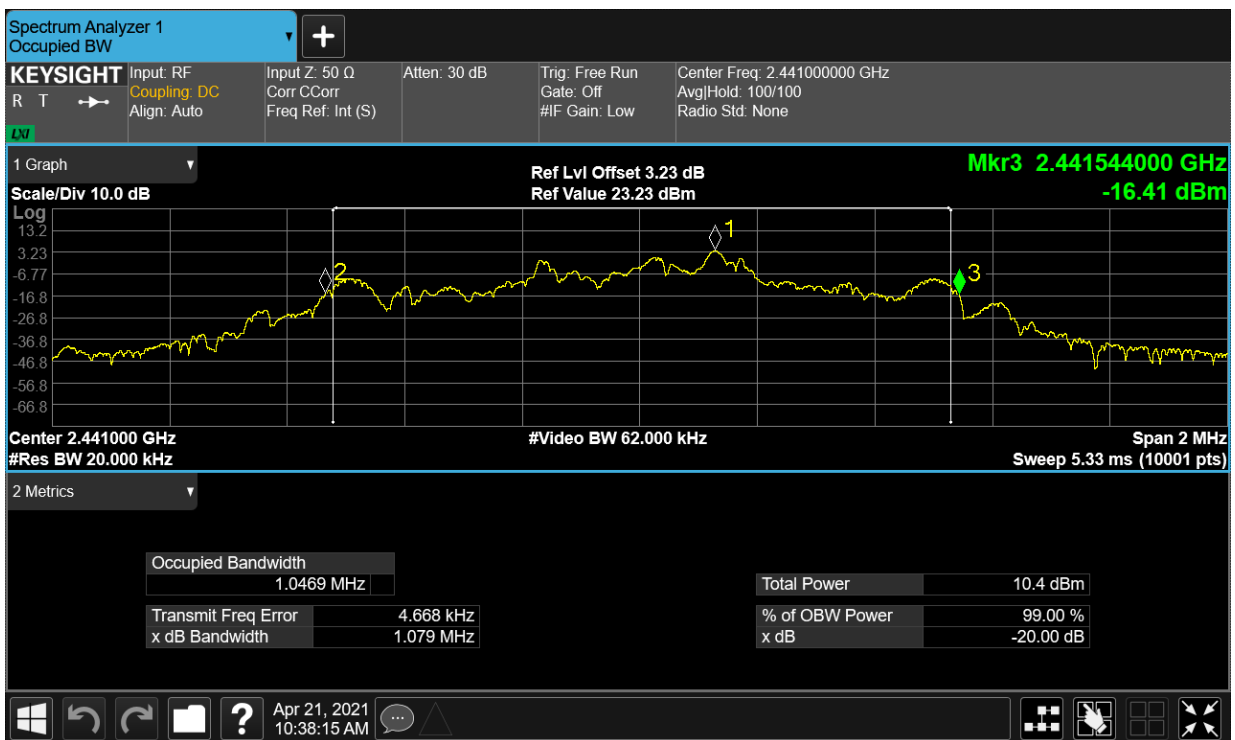 Spectrum Analyzer 1
Occupied BW
+
KEYSIGHT
R T
LXI
Input: RF
Coupling: DC
Align: Auto
Input Z: 50 Ω
Corr CCorr
Freq Ref: Int (S)
Atten: 30 dB
Trig: Free Run
Gate: Off
#IF Gain: Low
Center Freq: 2.441000000 GHz
Avg|Hold: 100/100
Radio Std: None
1 Graph
Scale/Div 10.0 dB
Ref Lvl Offset 3.23 dB
Ref Value 23.23 dBm
Mkr3 2.441544000 GHz
-16.41 dBm
Log
13.2
3.23
-6.77
-16.8
-26.8
-36.8
-46.8
-56.8
-66.8
1
2
3
Center 2.441000 GHz
#Res BW 20.000 kHz
#Video BW 62.000 kHz
Span 2 MHz
Sweep 5.33 ms (10001 pts)
2 Metrics
Occupied Bandwidth
1.0469 MHz
Transmit Freq Error 4.668 kHz
x dB Bandwidth 1.079 MHz
Total Power 10.4 dBm
% of OBW Power 99.00 %
x dB -20.00 dB
?
Apr 21, 2021
10:38:15 AM